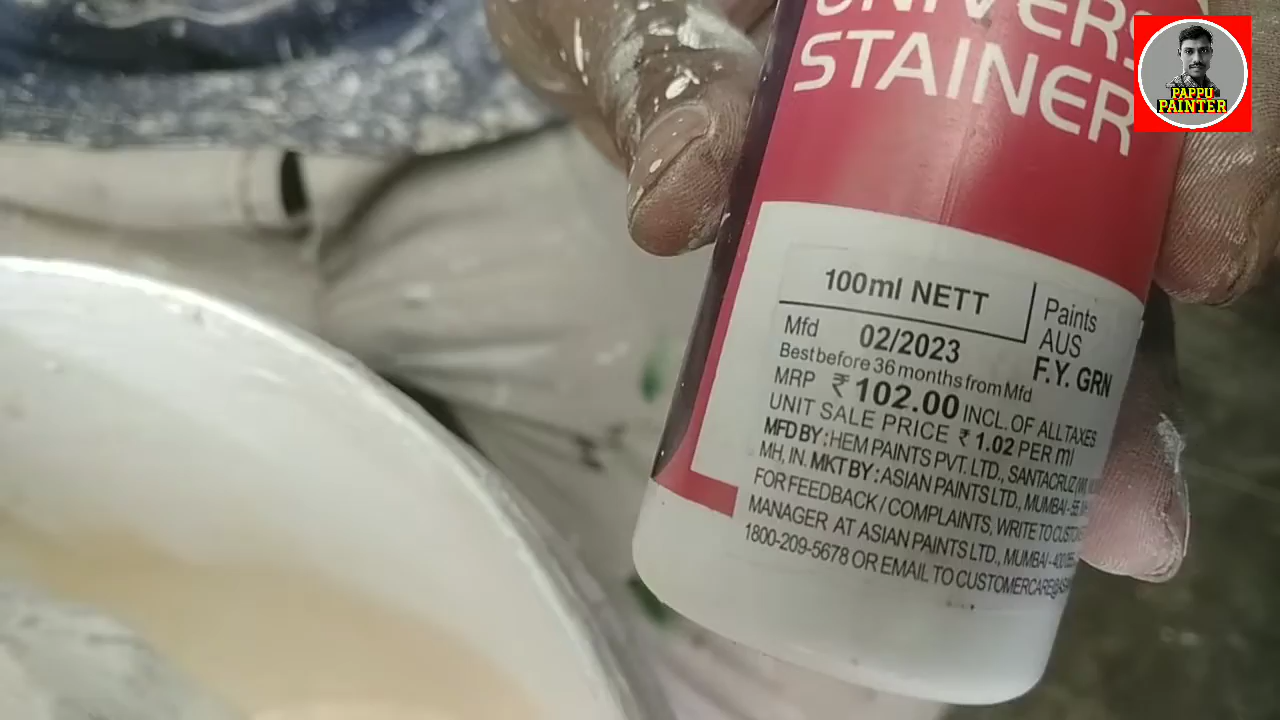 STAINER
PAPPU
PAINTER
100ml NETT
Paints
AUS
F.Y. GRN
Mfd 02/2023
Best before 36 months from Mfd
MRP ₹ 102.00 INCL. OF ALL TAXES
UNIT SALE PRICE ₹ 1.02 PER ml
MFD BY : HEM PAINTS PVT. LTD., SANTACRUZ
MH, IN. MKT BY : ASIAN PAINTS LTD., MUMBAI - 55,
FOR FEEDBACK / COMPLAINTS, WRITE TO
MANAGER AT ASIAN PAINTS LTD., MUMBAI -
1800-209-5678 OR EMAIL TO